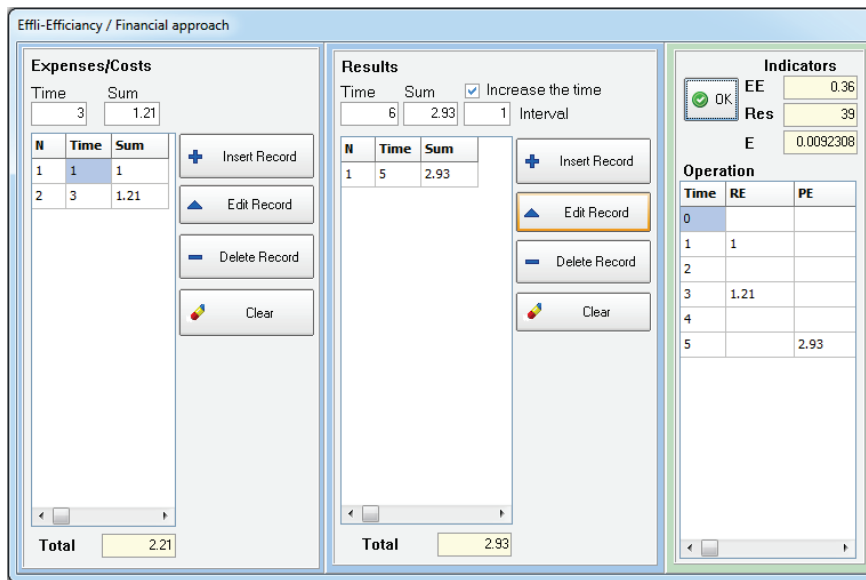 Effli-Efficiancy / Financial approach
Expenses/Costs
Time Sum
3 1.21
N Time Sum
1 1 1
2 3 1.21
Insert Record
Edit Record
Delete Record
Clear
Total 2.21
Results
Time Sum Increase the time
6 2.93 1 Interval
N Time Sum
1 5 2.93
Insert Record
Edit Record
Delete Record
Clear
Total 2.93
Indicators
OK
EE 0.36
Res 39
E 0.0092308
Operation
Time RE PE
0
1 1
2
3 1.21
4
5 2.93